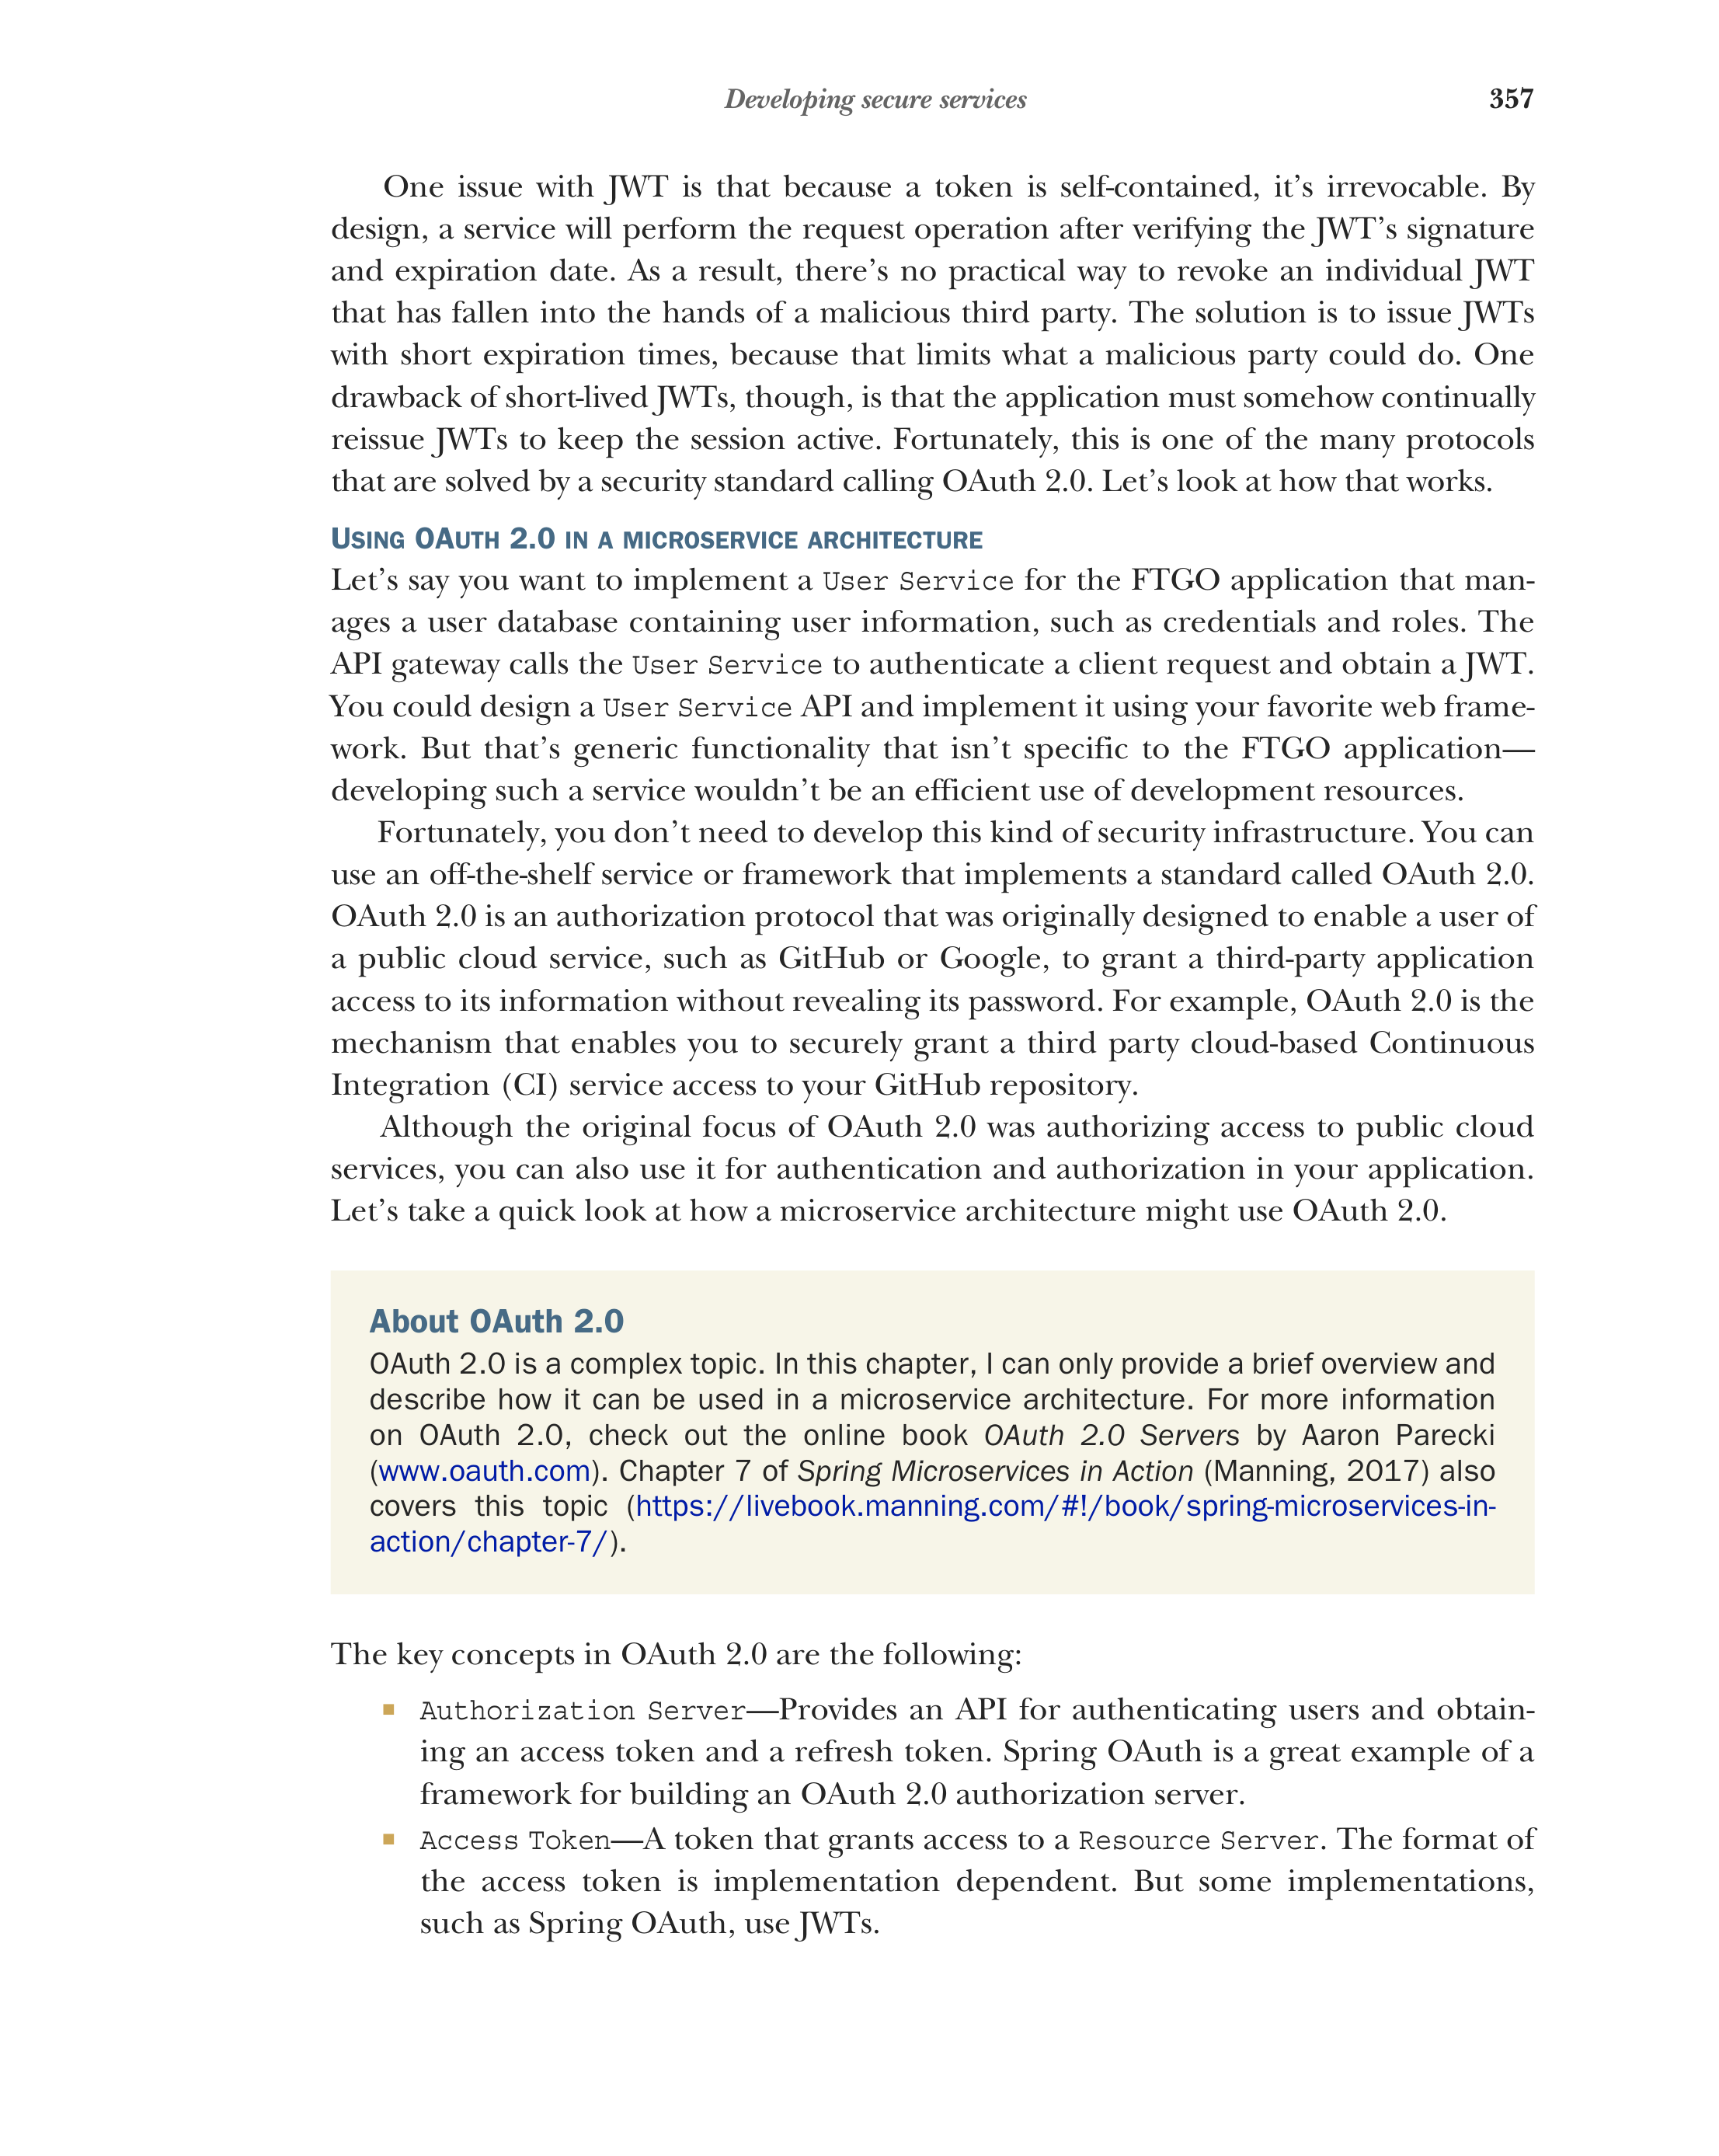 Developing secure services 357
One issue with JWT is that because a token is self-contained, it's irrevocable. By
design, a service will perform the request operation after verifying the JWT's signature
and expiration date. As a result, there's no practical way to revoke an individual JWT
that has fallen into the hands of a malicious third party. The solution is to issue JWTs
with short expiration times, because that limits what a malicious party could do. One
drawback of short-lived JWTs, though, is that the application must somehow continually
reissue JWTs to keep the session active. Fortunately, this is one of the many protocols
that are solved by a security standard calling OAuth 2.0. Let's look at how that works.
USING OAUTH 2.0 IN A MICROSERVICE ARCHITECTURE
Let's say you want to implement a User Service for the FTGO application that man-
ages a user database containing user information, such as credentials and roles. The
API gateway calls the User Service to authenticate a client request and obtain a JWT.
You could design a User Service API and implement it using your favorite web frame-
work. But that's generic functionality that isn't specific to the FTGO application—
developing such a service wouldn't be an efficient use of development resources.
Fortunately, you don't need to develop this kind of security infrastructure. You can
use an off-the-shelf service or framework that implements a standard called OAuth 2.0.
OAuth 2.0 is an authorization protocol that was originally designed to enable a user of
a public cloud service, such as GitHub or Google, to grant a third-party application
access to its information without revealing its password. For example, OAuth 2.0 is the
mechanism that enables you to securely grant a third party cloud-based Continuous
Integration (CI) service access to your GitHub repository.
Although the original focus of OAuth 2.0 was authorizing access to public cloud
services, you can also use it for authentication and authorization in your application.
Let's take a quick look at how a microservice architecture might use OAuth 2.0.
About OAuth 2.0
OAuth 2.0 is a complex topic. In this chapter, I can only provide a brief overview and
describe how it can be used in a microservice architecture. For more information
on OAuth 2.0, check out the online book OAuth 2.0 Servers by Aaron Parecki
(www.oauth.com). Chapter 7 of Spring Microservices in Action (Manning, 2017) also
covers this topic (https://livebook.manning.com/#!/book/spring-microservices-in-
action/chapter-7/).
The key concepts in OAuth 2.0 are the following:
■ Authorization Server—Provides an API for authenticating users and obtain-
ing an access token and a refresh token. Spring OAuth is a great example of a
framework for building an OAuth 2.0 authorization server.
■ Access Token—A token that grants access to a Resource Server. The format of
the access token is implementation dependent. But some implementations,
such as Spring OAuth, use JWTs.